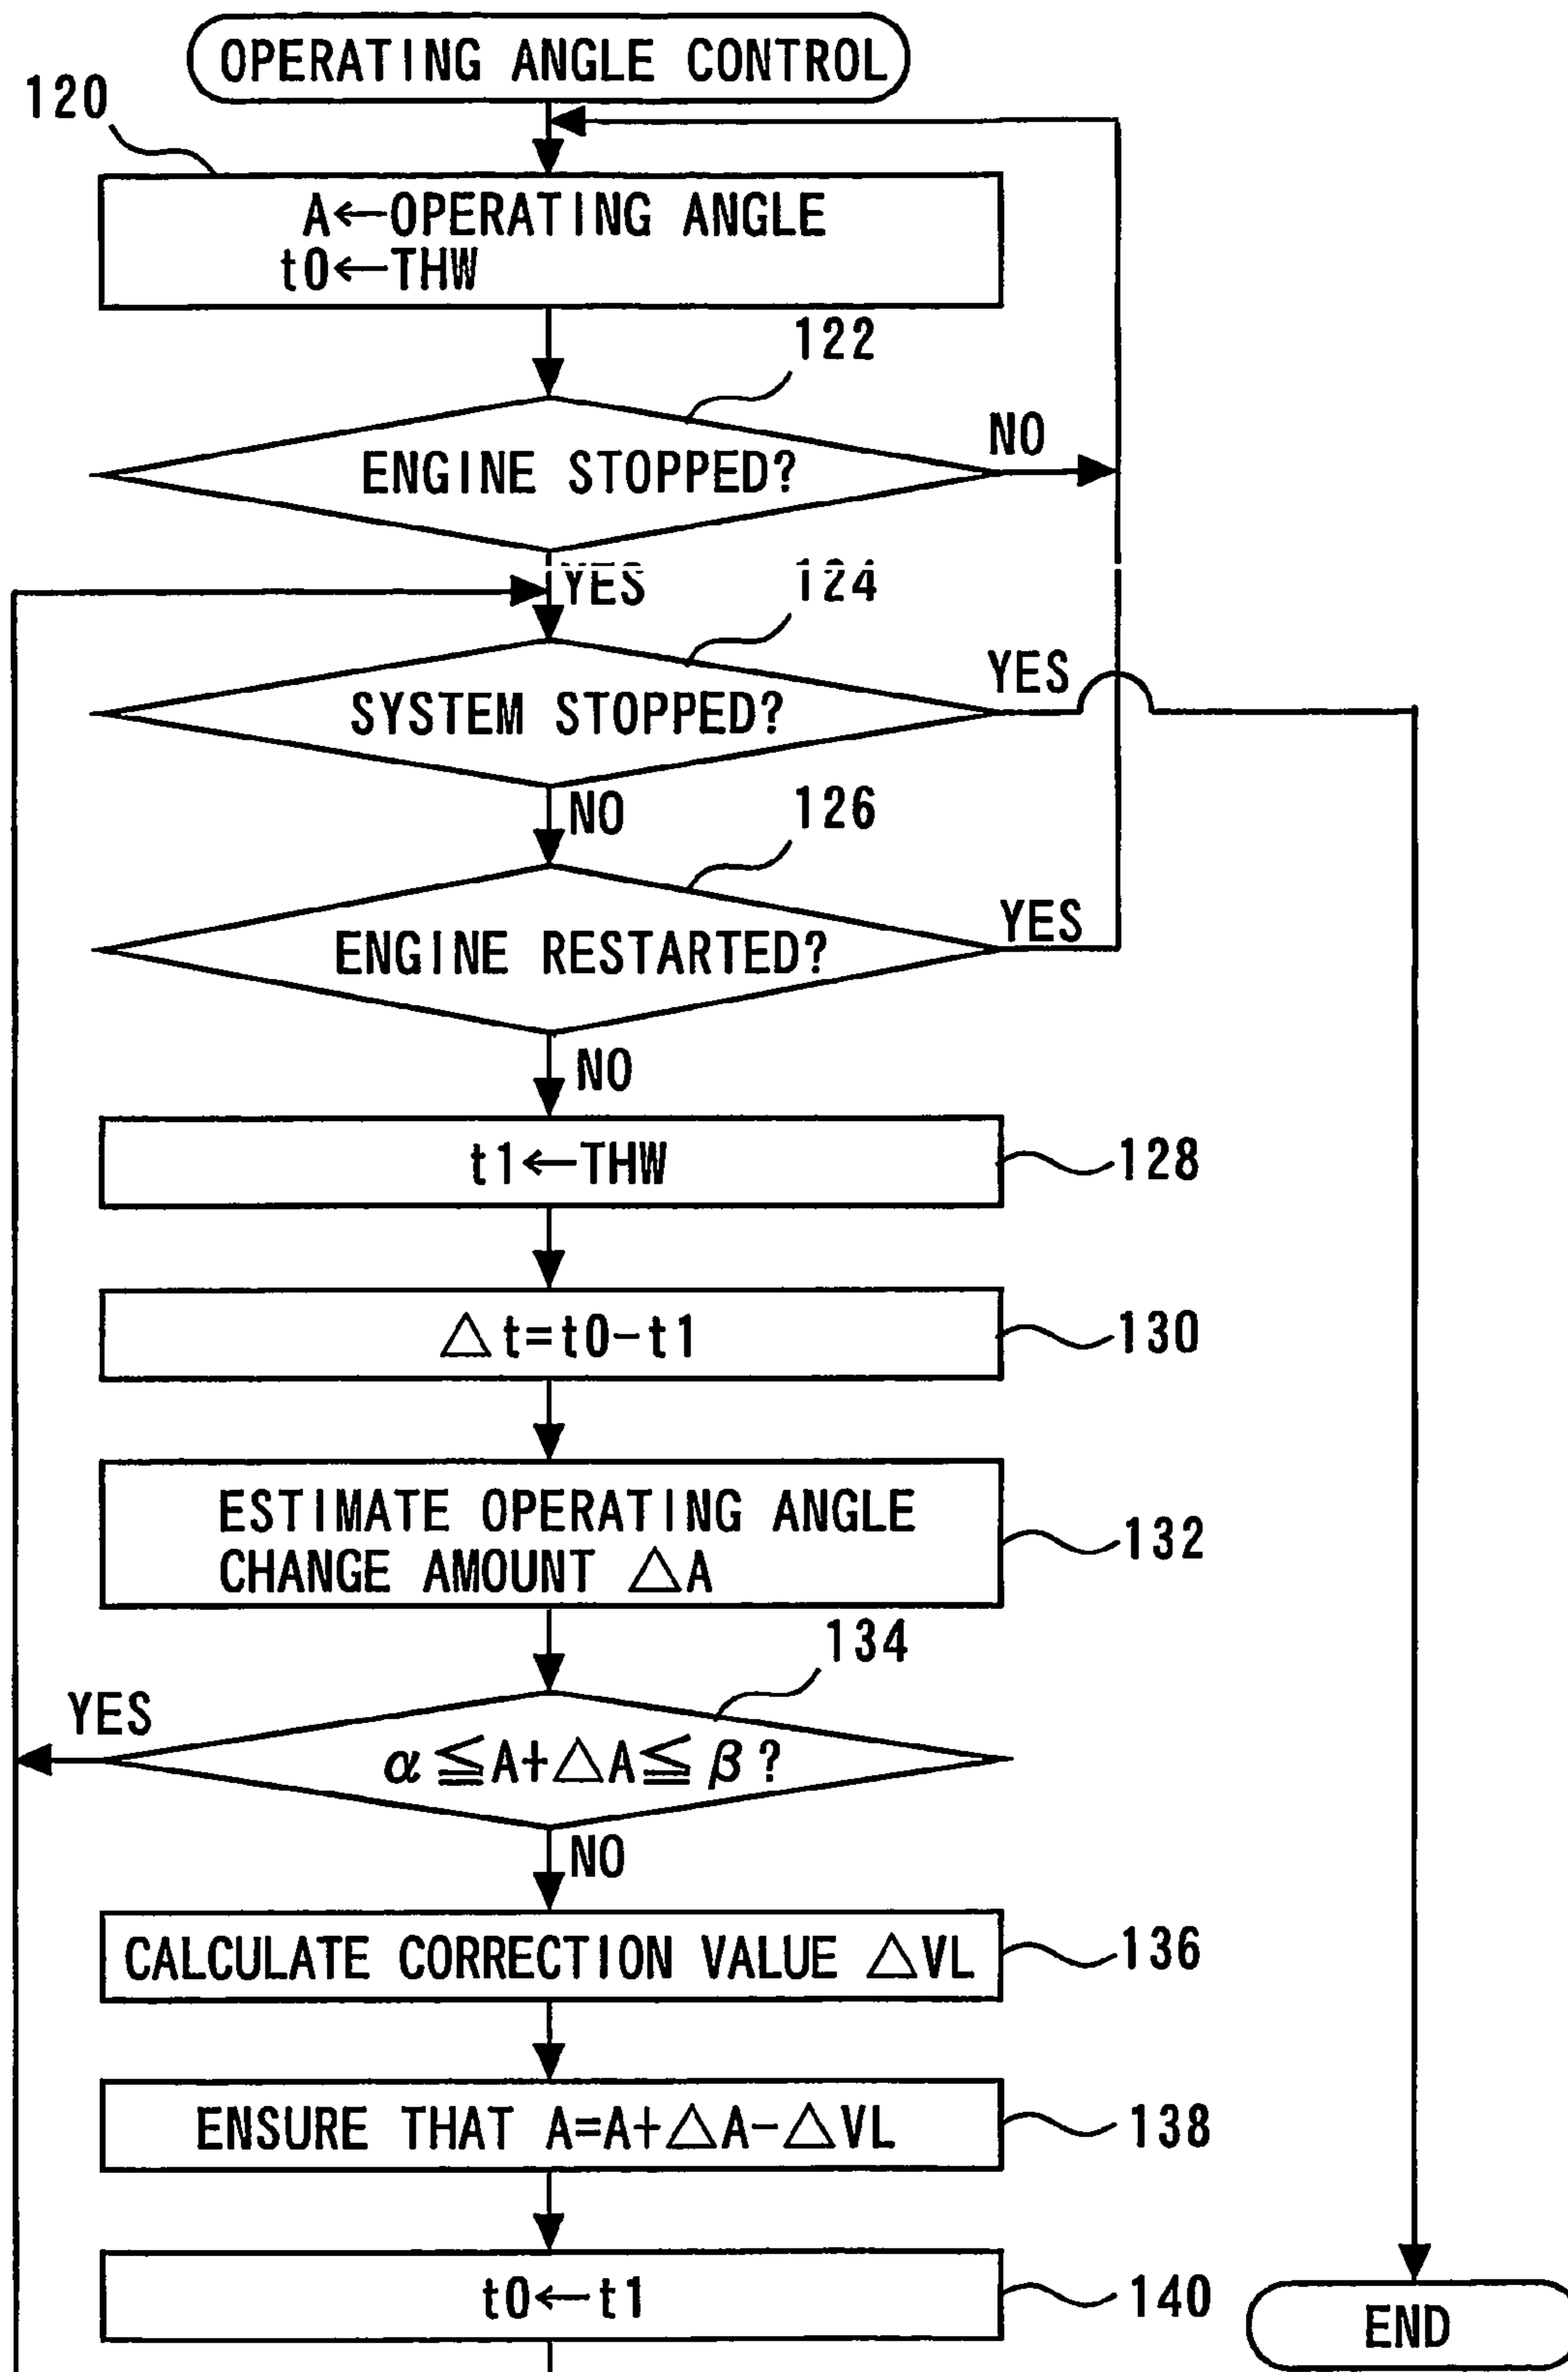 OPERATING ANGLE CONTROL
120
A←OPERATING ANGLE
t0←THW
122
ENGINE STOPPED?
NO
YES
124
SYSTEM STOPPED?
YES
NO
126
ENGINE RESTARTED?
YES
NO
t1←THW
128
△t=t0-t1
130
ESTIMATE OPERATING ANGLE
CHANGE AMOUNT △A
132
134
YES
α≦A+△A≦β?
NO
CALCULATE CORRECTION VALUE △VL
136
ENSURE THAT A=A+△A-△VL
138
t0←t1
140
END